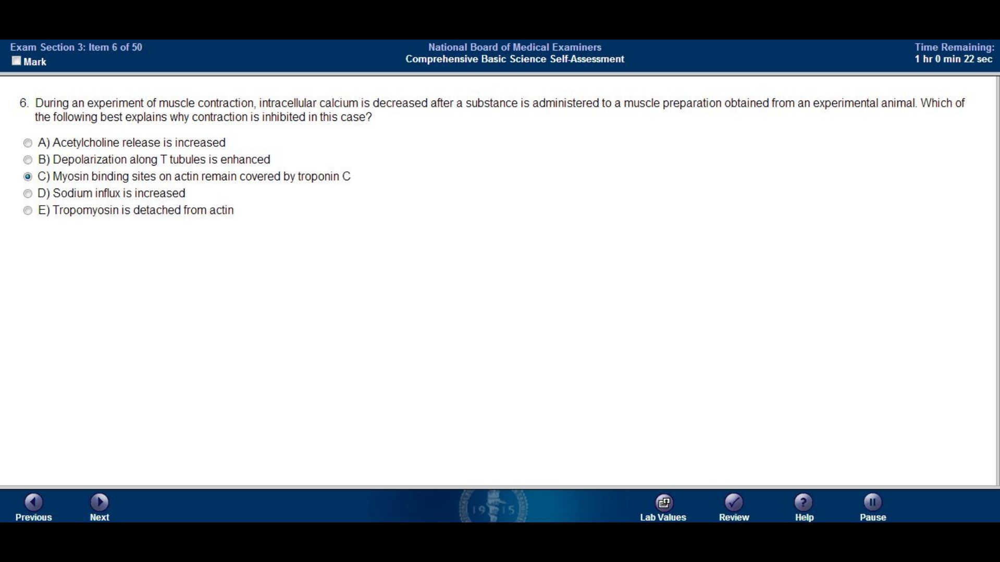 Exam Section 3: Item 6 of 50
Mark
National Board of Medical Examiners
Comprehensive Basic Science Self-Assessment
Time Remaining:
1 hr 0 min 22 sec
6. During an experiment of muscle contraction, intracellular calcium is decreased after a substance is administered to a muscle preparation obtained from an experimental animal. Which of
the following best explains why contraction is inhibited in this case?
A) Acetylcholine release is increased
B) Depolarization along T tubules is enhanced
C) Myosin binding sites on actin remain covered by troponin C
D) Sodium influx is increased
E) Tropomyosin is detached from actin
1915
Previous
Next
Lab Values
Review
Help
Pause